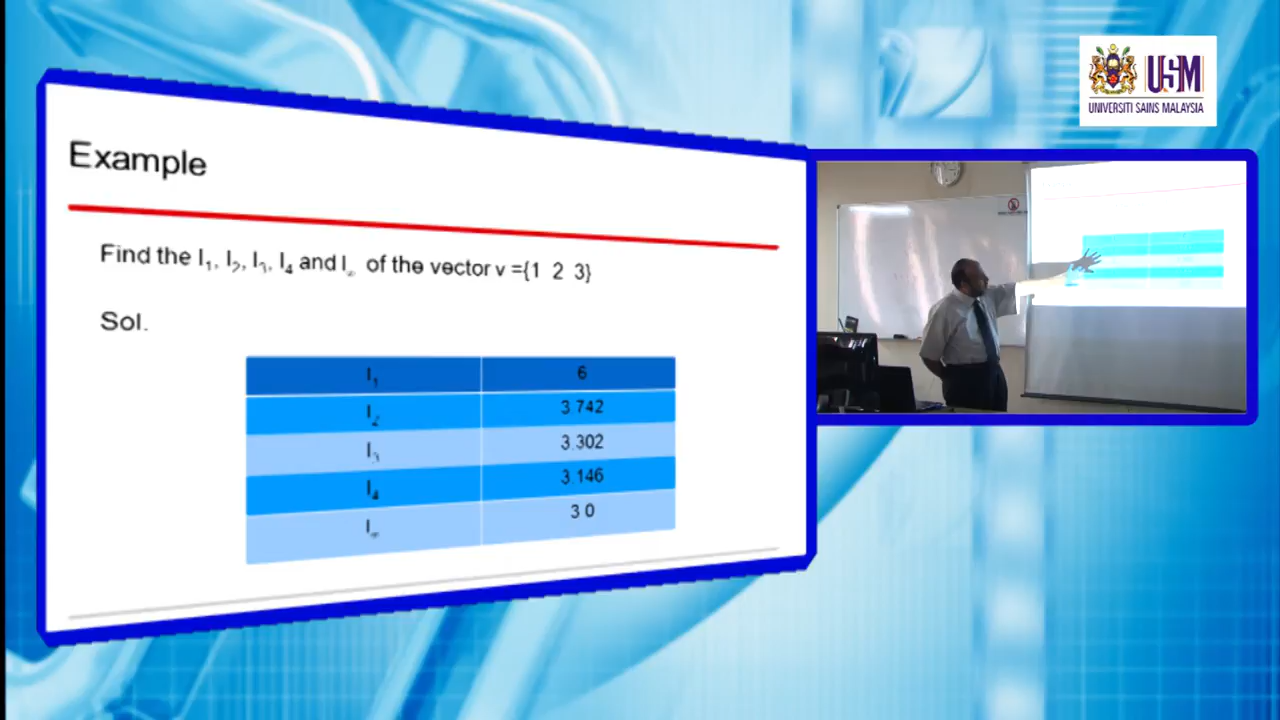 Example
Find the l₁, l₂, l₃, l₄ and l∞ of the vector v ={1 2 3}
Sol.
l₁ 6
l₂ 3.742
l₃ 3.302
l₄ 3.146
l∞ 3.0
USM
UNIVERSITI SAINS MALAYSIA